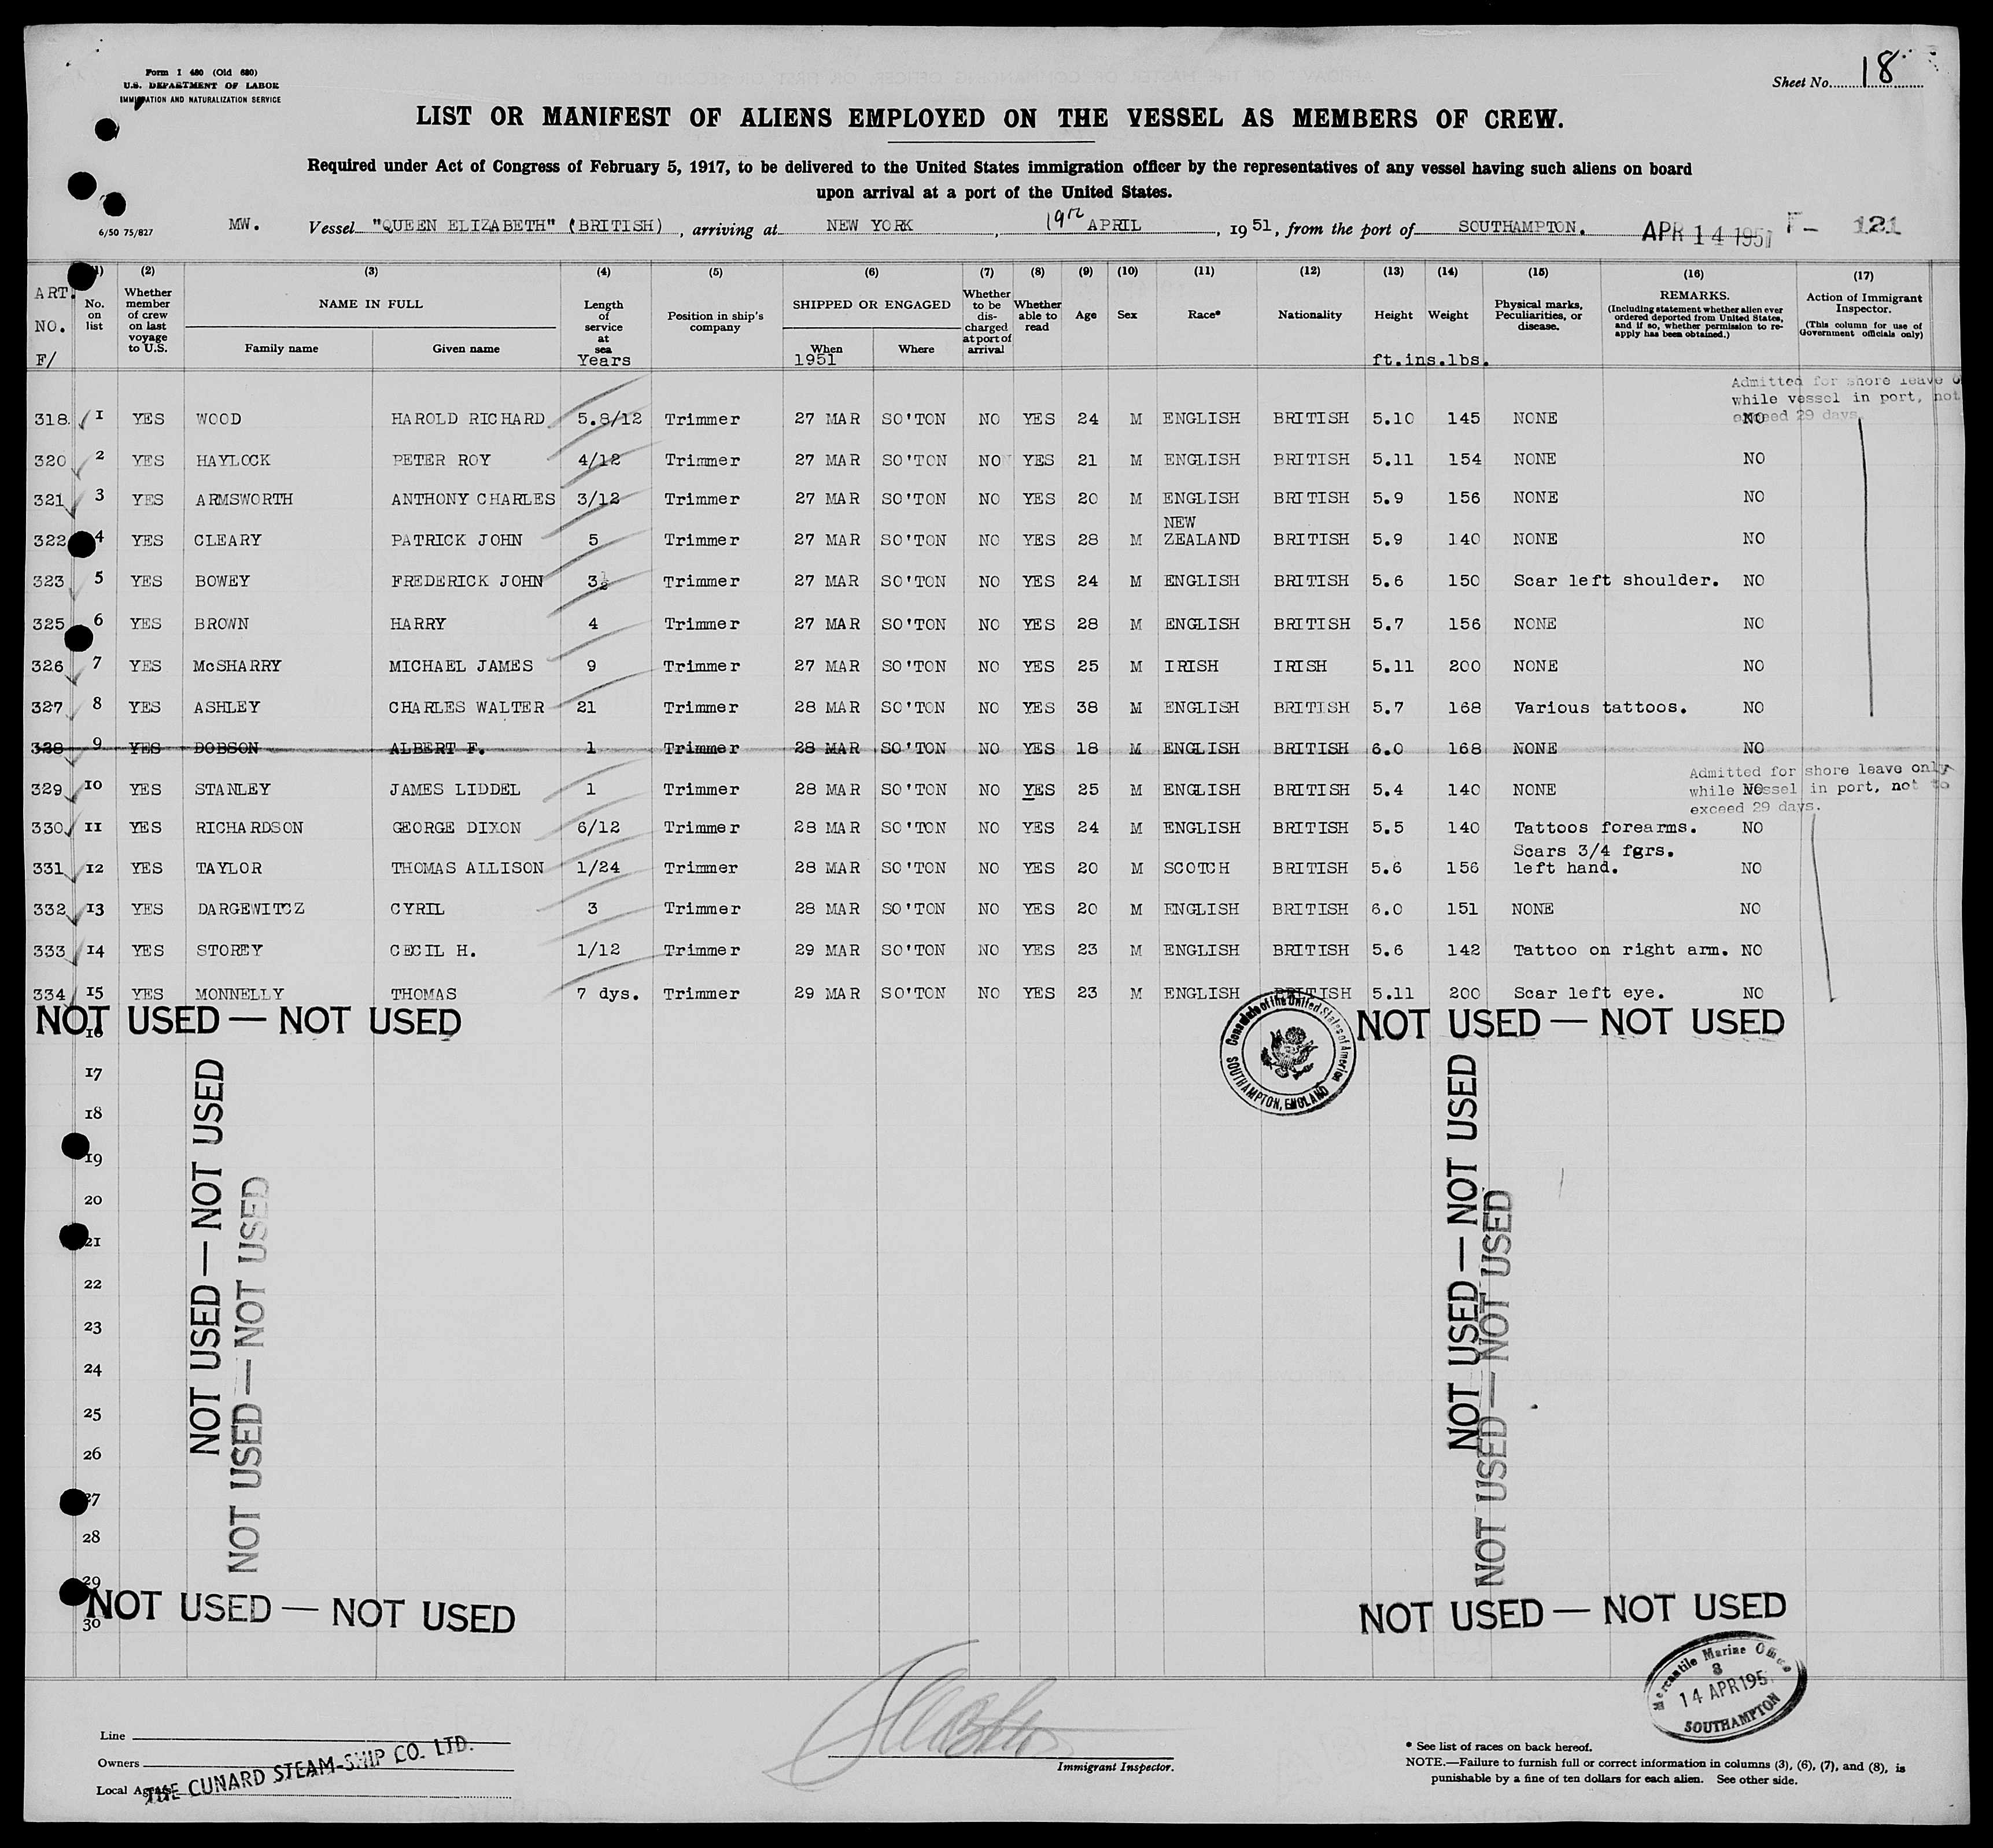 Form I 480 (Old 680)
U.S. DEPARTMENT OF LABOR
IMMIGRATION AND NATURALIZATION SERVICE
Sheet No. 18
LIST OR MANIFEST OF ALIENS EMPLOYED ON THE VESSEL AS MEMBERS OF CREW.
Required under Act of Congress of February 5, 1917, to be delivered to the United States immigration officer by the representatives of any vessel having such aliens on board
upon arrival at a port of the United States.
6/50 75/827 MW. Vessel "QUEEN ELIZABETH" (BRITISH), arriving at NEW YORK, 19th APRIL, 1951, from the port of SOUTHAMPTON. APR 14 1951 F- 121
ART. NO. F/
(1) No. on list
(2) Whether member of crew on last voyage to U.S.
(3) NAME IN FULL
Family name Given name
(4) Length of service at sea Years
(5) Position in ship's company
(6) SHIPPED OR ENGAGED
When 1951 Where
(7) Whether to be discharged at port of arrival
(8) Whether able to read
(9) Age
(10) Sex
(11) Race*
(12) Nationality
(13) Height
(14) Weight
ft.ins.lbs.
(15) Physical marks, Peculiarities, or disease.
(16) REMARKS.
(Including statement whether alien ever ordered deported from United States, and if so, whether permission to re-apply has been obtained.)
(17) Action of Immigrant Inspector.
(This column for use of Government officials only)
Admitted for shore leave
while vessel in port, not
exceed 29 days.
318 1 YES WOOD HAROLD RICHARD 5.8/12 Trimmer 27 MAR SO'TON NO YES 24 M ENGLISH BRITISH 5.10 145 NONE NO
320 2 YES HAYLOCK PETER ROY 4/12 Trimmer 27 MAR SO'TON NO YES 21 M ENGLISH BRITISH 5.11 154 NONE NO
321 3 YES ARMSWORTH ANTHONY CHARLES 3/12 Trimmer 27 MAR SO'TON NO YES 20 M ENGLISH BRITISH 5.9 156 NONE NO
322 4 YES CLEARY PATRICK JOHN 5 Trimmer 27 MAR SO'TON NO YES 28 M NEW ZEALAND BRITISH 5.9 140 NONE NO
323 5 YES BOWEY FREDERICK JOHN 3½ Trimmer 27 MAR SO'TON NO YES 24 M ENGLISH BRITISH 5.6 150 Scar left shoulder. NO
325 6 YES BROWN HARRY 4 Trimmer 27 MAR SO'TON NO YES 28 M ENGLISH BRITISH 5.7 156 NONE NO
326 7 YES McSHARRY MICHAEL JAMES 9 Trimmer 27 MAR SO'TON NO YES 25 M IRISH IRISH 5.11 200 NONE NO
327 8 YES ASHLEY CHARLES WALTER 21 Trimmer 28 MAR SO'TON NO YES 38 M ENGLISH BRITISH 5.7 168 Various tattoos. NO
328 9 YES DOBSON ALBERT F. 1 Trimmer 28 MAR SO'TON NO YES 18 M ENGLISH BRITISH 6.0 168 NONE NO
Admitted for shore leave only
while vessel in port, not to
exceed 29 days.
329 10 YES STANLEY JAMES LIDDEL 1 Trimmer 28 MAR SO'TON NO YES 25 M ENGLISH BRITISH 5.4 140 NONE NO
330 11 YES RICHARDSON GEORGE DIXON 6/12 Trimmer 28 MAR SO'TON NO YES 24 M ENGLISH BRITISH 5.5 140 Tattoos forearms. NO
331 12 YES TAYLOR THOMAS ALLISON 1/24 Trimmer 28 MAR SO'TON NO YES 20 M SCOTCH BRITISH 5.6 156 Scars 3/4 fgrs. left hand. NO
332 13 YES DARGEWITCZ CYRIL 3 Trimmer 28 MAR SO'TON NO YES 20 M ENGLISH BRITISH 6.0 151 NONE NO
333 14 YES STOREY CECIL H. 1/12 Trimmer 29 MAR SO'TON NO YES 23 M ENGLISH BRITISH 5.6 142 Tattoo on right arm. NO
334 15 YES MONNELLY THOMAS 7 dys. Trimmer 29 MAR SO'TON NO YES 23 M ENGLISH BRITISH 5.11 200 Scar left eye. NO
NOT USED — NOT USED
NOT USED — NOT USED
Consulate of the United States of America
SOUTHAMPTON, ENGLAND
16
17
18
19
20
21
22
23
24
25
26
27
28
29
30
NOT USED — NOT USED
NOT USED — NOT USED
NOT USED — NOT USED
NOT USED — NOT USED
NOT USED — NOT USED
NOT USED — NOT USED
Mercantile Marine Office
3
14 APR 195
SOUTHAMPTON
Line
Owners
Local Agents
THE CUNARD STEAM-SHIP CO. LTD.
Immigrant Inspector.
* See list of races on back hereof.
NOTE.—Failure to furnish full or correct information in columns (3), (6), (7), and (8), is
punishable by a fine of ten dollars for each alien. See other side.